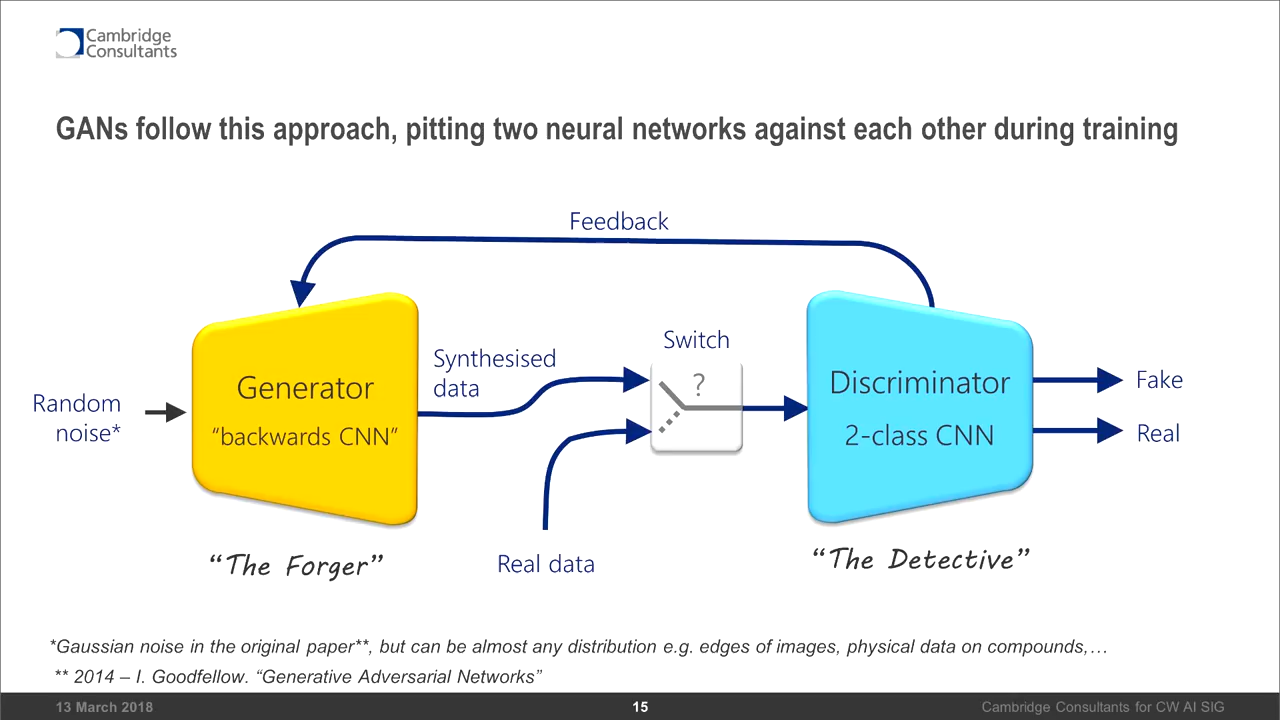 Cambridge
Consultants
GANs follow this approach, pitting two neural networks against each other during training
Feedback
Switch
Synthesised
data
?
Generator
"backwards CNN"
Discriminator
2-class CNN
Fake
Real
Random
noise*
"The Forger"
Real data
"The Detective"
*Gaussian noise in the original paper**, but can be almost any distribution e.g. edges of images, physical data on compounds,…
** 2014 – I. Goodfellow. "Generative Adversarial Networks"
13 March 2018
15
Cambridge Consultants for CW AI SIG